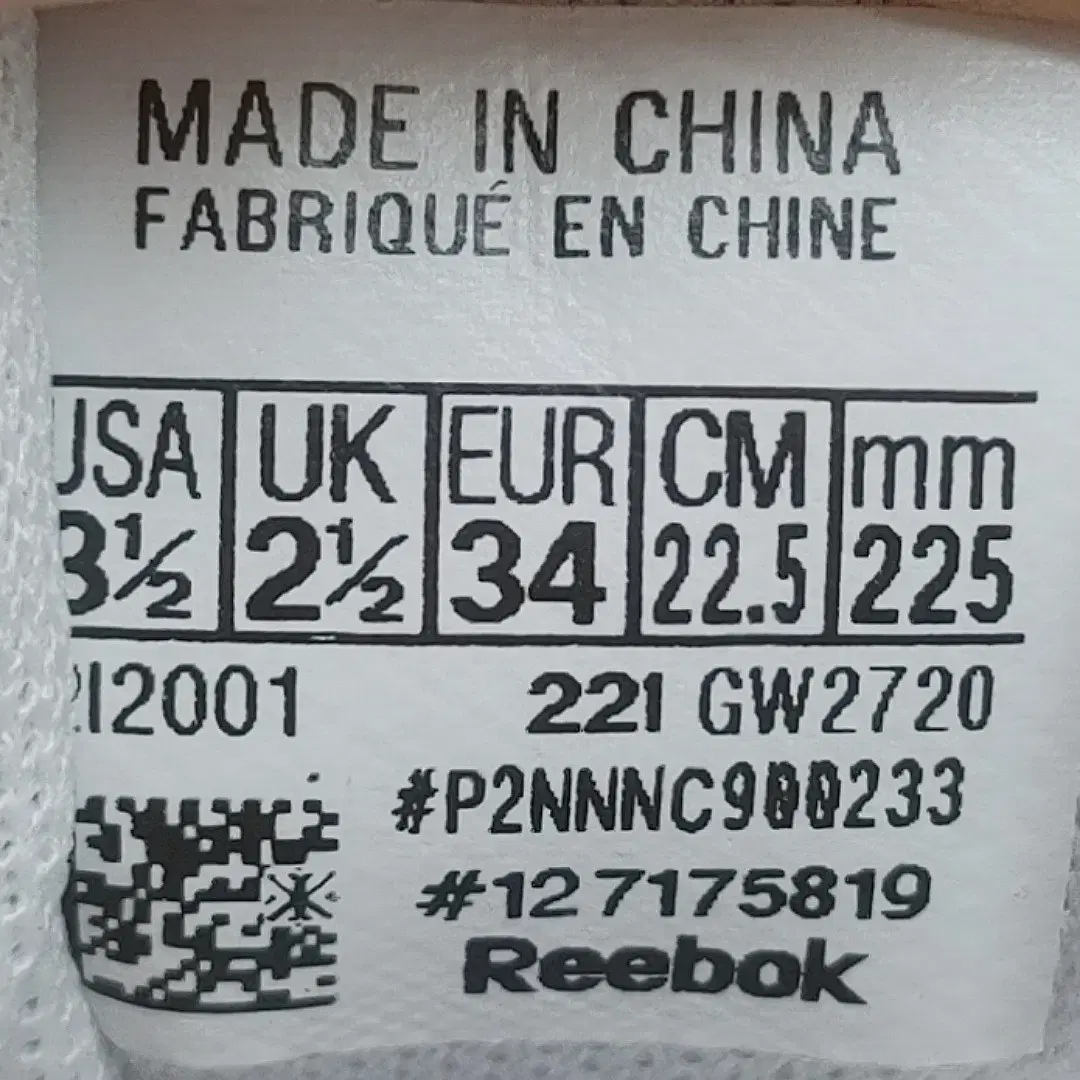 MADE IN CHINA
FABRIQUÉ EN CHINE
USA UK EUR CM mm
3½ 2½ 34 22.5 225
I2001 221 GW2720
#P2NNNC900233
#127175819
Reebok